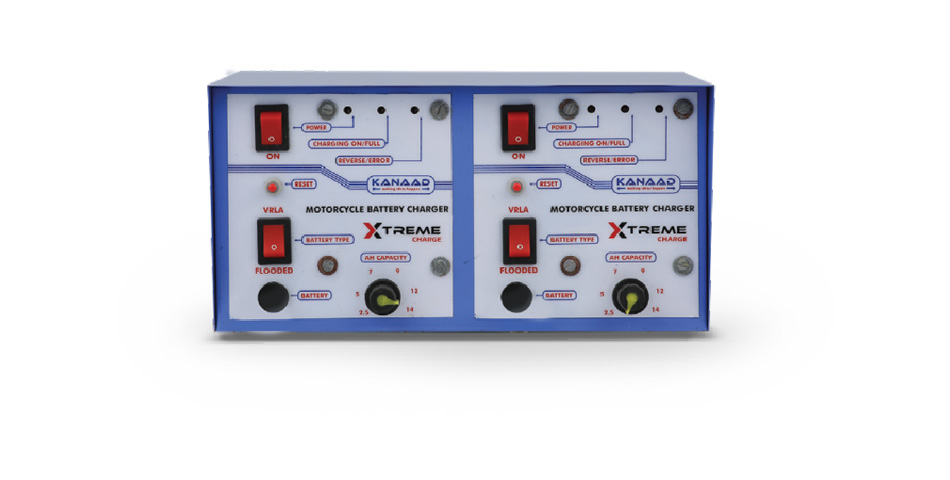 POWER
CHARGING ON/FULL
ON
REVERSE/ERROR
RESET
KANAAD
VRLA
MOTORCYCLE BATTERY CHARGER
XTREME
CHARGE
BATTERY TYPE
FLOODED
AH CAPACITY
7 9
5 12
BATTERY
2.5 14
POWER
CHARGING ON/FULL
ON
REVERSE/ERROR
RESET
KANAAD
VRLA
MOTORCYCLE BATTERY CHARGER
XTREME
CHARGE
BATTERY TYPE
FLOODED
AH CAPACITY
7 9
5 12
BATTERY
2.5 14